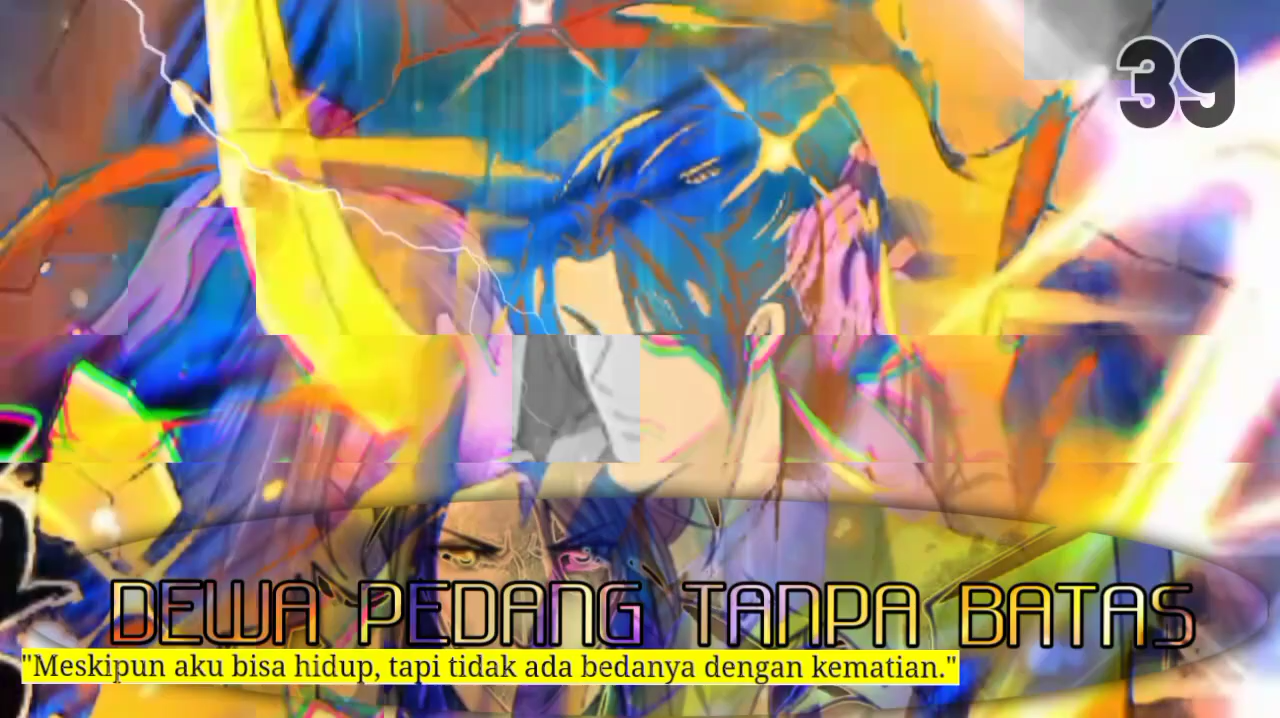 39
DEWA PEDANG TANPA BATAS
"Meskipun aku bisa hidup, tapi tidak ada bedanya dengan kematian."